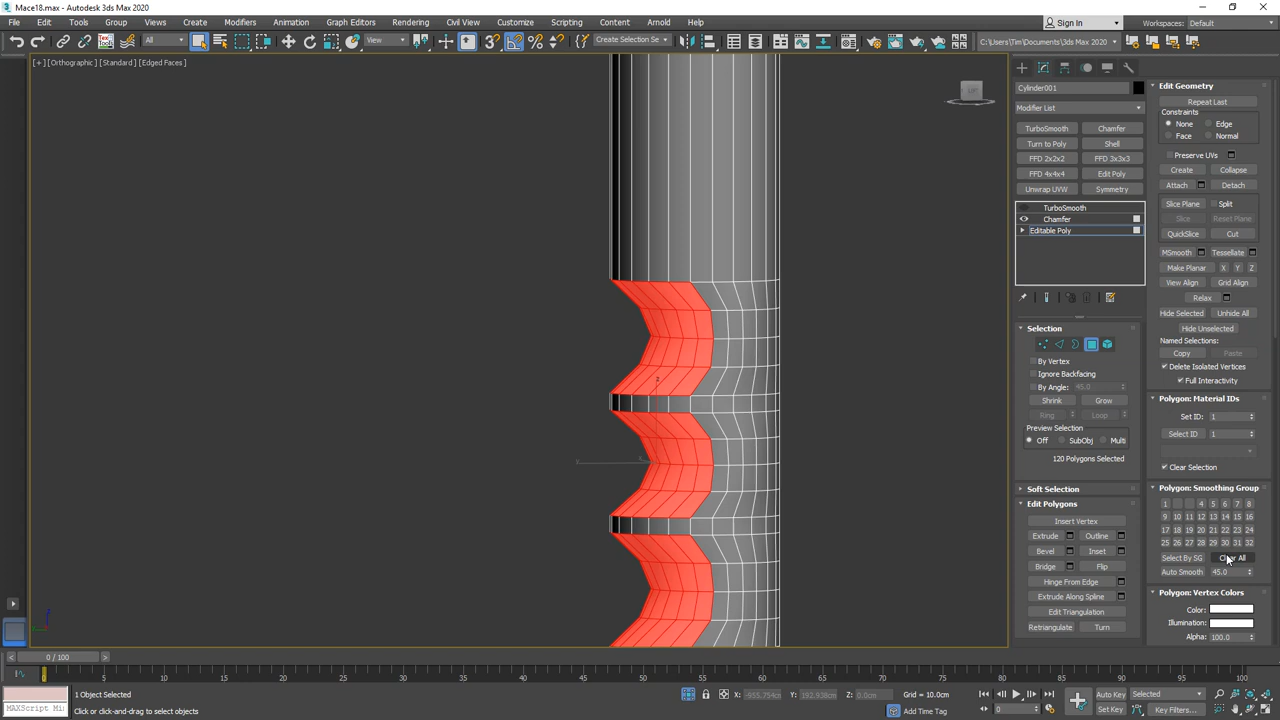 Mace18.max - Autodesk 3ds Max 2020
File Edit Tools Group Views Create Modifiers Animation Graph Editors Rendering Civil View Customize Scripting Content Arnold Help
Sign In Workspaces: Default
All View Create Selection Se C:\Users\Tim\Documents\3ds Max 2020
[+] [Orthographic] [Standard] [Edged Faces]
Cylinder001
Modifier List
TurboSmooth Chamfer
Turn to Poly Shell
FFD 2x2x2 FFD 3x3x3
FFD 4x4x4 Edit Poly
Unwrap UVW Symmetry
TurboSmooth
Chamfer
Editable Poly
Selection
By Vertex
Ignore Backfacing
By Angle: 45.0
Shrink Grow
Ring Loop
Preview Selection
Off SubObj Multi
120 Polygons Selected
Soft Selection
Edit Polygons
Insert Vertex
Extrude Outline
Bevel Inset
Bridge Flip
Hinge From Edge
Extrude Along Spline
Edit Triangulation
Retriangulate Turn
Edit Geometry
Repeat Last
Constraints
None Edge
Face Normal
Preserve UVs
Create Collapse
Attach Detach
Slice Plane Split
Slice Reset Plane
QuickSlice Cut
MSmooth Tessellate
Make Planar X Y Z
View Align Grid Align
Relax
Hide Selected Unhide All
Hide Unselected
Named Selections:
Copy Paste
Delete Isolated Vertices
Full Interactivity
Polygon: Material IDs
Set ID: 1
Select ID 1
Clear Selection
Polygon: Smoothing Group
1 4 5 6 7 8
9 10 11 12 13 14 15 16
17 18 19 20 21 22 23 24
25 26 27 28 29 30 31 32
Select By SG Clear All
Auto Smooth 45.0
Polygon: Vertex Colors
Color:
Illumination:
Alpha: 100.0
0 / 100
0 5 10 15 20 25 30 35 40 45 50 55 60 65 70 75 80 85 90 95 100
MAXScript Mi
1 Object Selected
Click or click-and-drag to select objects
X: -955.754cm Y: 192.938cm Z: 0.0cm Grid = 10.0cm
Add Time Tag
0
Auto Key Selected
Set Key Key Filters...